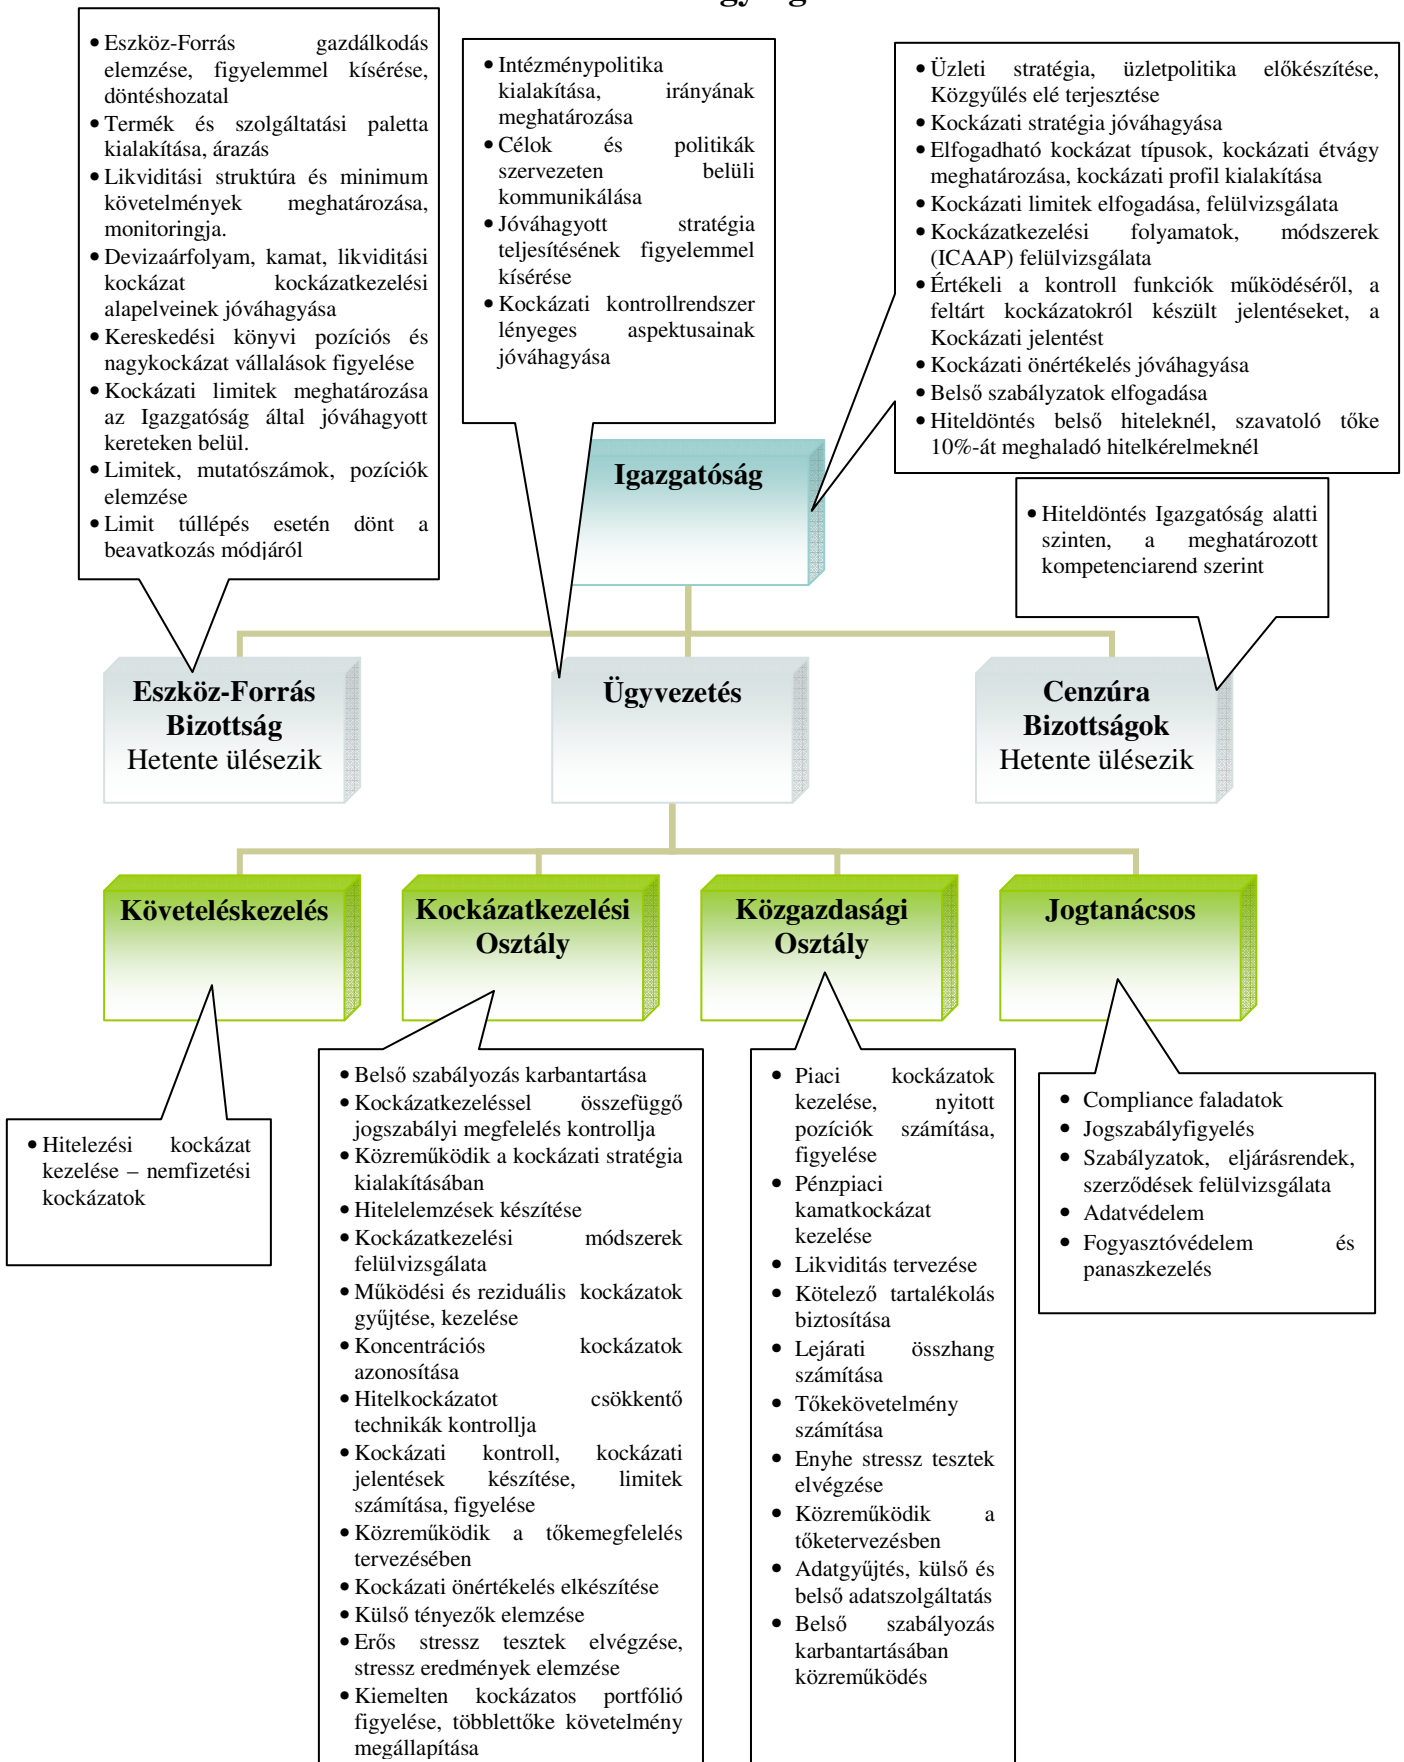 • Eszköz-Forrás gazdálkodás
elemzése, figyelemmel kísérése,
döntéshozatal
• Termék és szolgáltatási paletta
kialakítása, árazás
• Likviditási struktúra és minimum
követelmények meghatározása,
monitoringja.
• Devizaárfolyam, kamat, likviditási
kockázat kockázatkezelési
alapelveinek jóváhagyása
• Kereskedési könyvi pozíciós és
nagykockázat vállalások figyelése
• Kockázati limitek meghatározása
az Igazgatóság által jóváhagyott
kereteken belül.
• Limitek, mutatószámok, pozíciók
elemzése
• Limit túllépés esetén dönt a
beavatkozás módjáról
• Intézménypolitika
kialakítása, irányának
meghatározása
• Célok és politikák
szervezeten belüli
kommunikálása
• Jóváhagyott stratégia
teljesítésének figyelemmel
kísérése
• Kockázati kontrollrendszer
lényeges aspektusainak
jóváhagyása
• Üzleti stratégia, üzletpolitika előkészítése,
Közgyűlés elé terjesztése
• Kockázati stratégia jóváhagyása
• Elfogadható kockázat típusok, kockázati étvágy
meghatározása, kockázati profil kialakítása
• Kockázati limitek elfogadása, felülvizsgálata
• Kockázatkezelési folyamatok, módszerek
(ICAAP) felülvizsgálata
• Értékeli a kontroll funkciók működéséről, a
feltárt kockázatokról készült jelentéseket, a
Kockázati jelentést
• Kockázati önértékelés jóváhagyása
• Belső szabályzatok elfogadása
• Hiteldöntés belső hiteleknél, szavatoló tőke
10%-át meghaladó hitelkérelmeknél
Igazgatóság
• Hiteldöntés Igazgatóság alatti
szinten, a meghatározott
kompetenciarend szerint
Eszköz-Forrás
Bizottság
Hetente ülésezik
Ügyvezetés
Cenzúra
Bizottságok
Hetente ülésezik
Követeléskezelés
Kockázatkezelési
Osztály
Közgazdasági
Osztály
Jogtanácsos
• Hitelezési kockázat
kezelése – nemfizetési
kockázatok
• Belső szabályozás karbantartása
• Kockázatkezeléssel összefüggő
jogszabályi megfelelés kontrollja
• Közreműködik a kockázati stratégia
kialakításában
• Hitelelemzések készítése
• Kockázatkezelési módszerek
felülvizsgálata
• Működési és reziduális kockázatok
gyűjtése, kezelése
• Koncentrációs kockázatok
azonosítása
• Hitelkockázatot csökkentő
technikák kontrollja
• Kockázati kontroll, kockázati
jelentések készítése, limitek
számítása, figyelése
• Közreműködik a tőkemegfelelés
tervezésében
• Kockázati önértékelés elkészítése
• Külső tényezők elemzése
• Erős stressz tesztek elvégzése,
stressz eredmények elemzése
• Kiemelten kockázatos portfólió
figyelése, többlettőke követelmény
megállapítása
• Piaci kockázatok
kezelése, nyitott
pozíciók számítása,
figyelése
• Pénzpiaci
kamatkockázat
kezelése
• Likviditás tervezése
• Kötelező tartalékolás
biztosítása
• Lejárati összhang
számítása
• Tőkekövetelmény
számítása
• Enyhe stressz tesztek
elvégzése
• Közreműködik a
tőketervezésben
• Adatgyűjtés, külső és
belső adatszolgáltatás
• Belső szabályozás
karbantartásában
közreműködés
• Compliance faladatok
• Jogszabályfigyelés
• Szabályzatok, eljárásrendek,
szerződések felülvizsgálata
• Adatvédelem
• Fogyasztóvédelem és
panaszkezelés